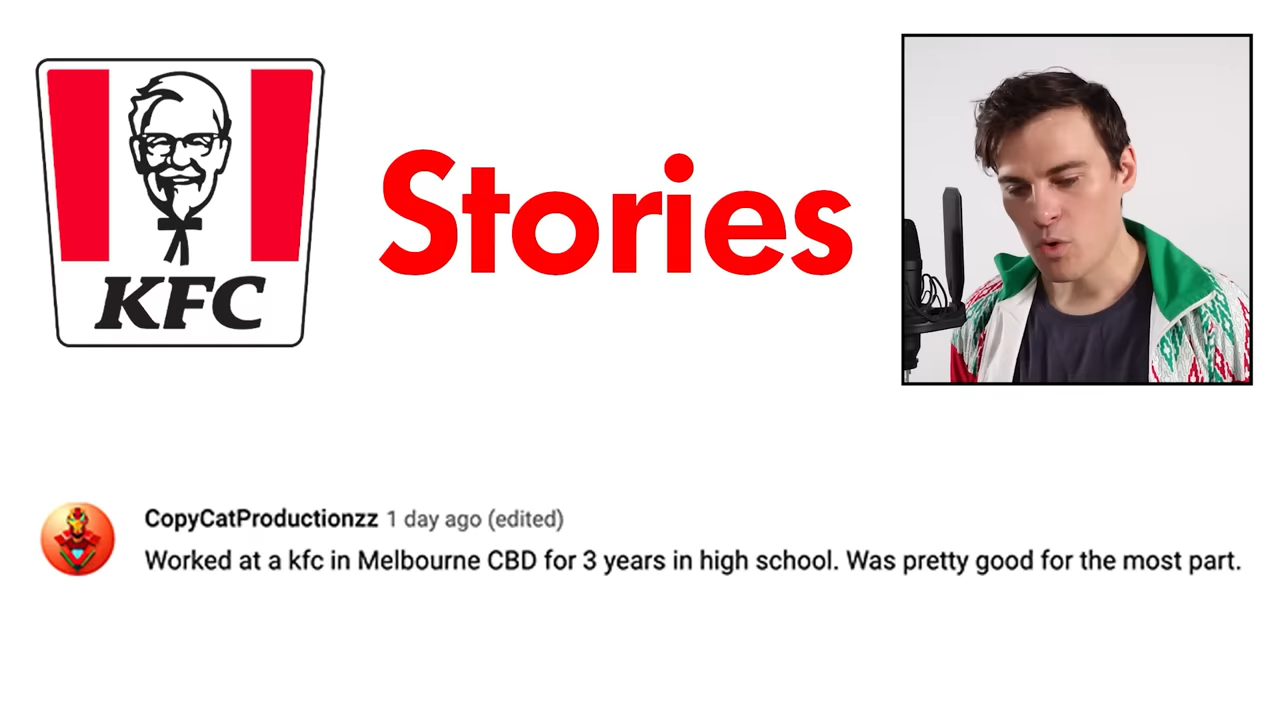 KFC
Stories
CopyCatProductionzz 1 day ago (edited)
Worked at a kfc in Melbourne CBD for 3 years in high school. Was pretty good for the most part.